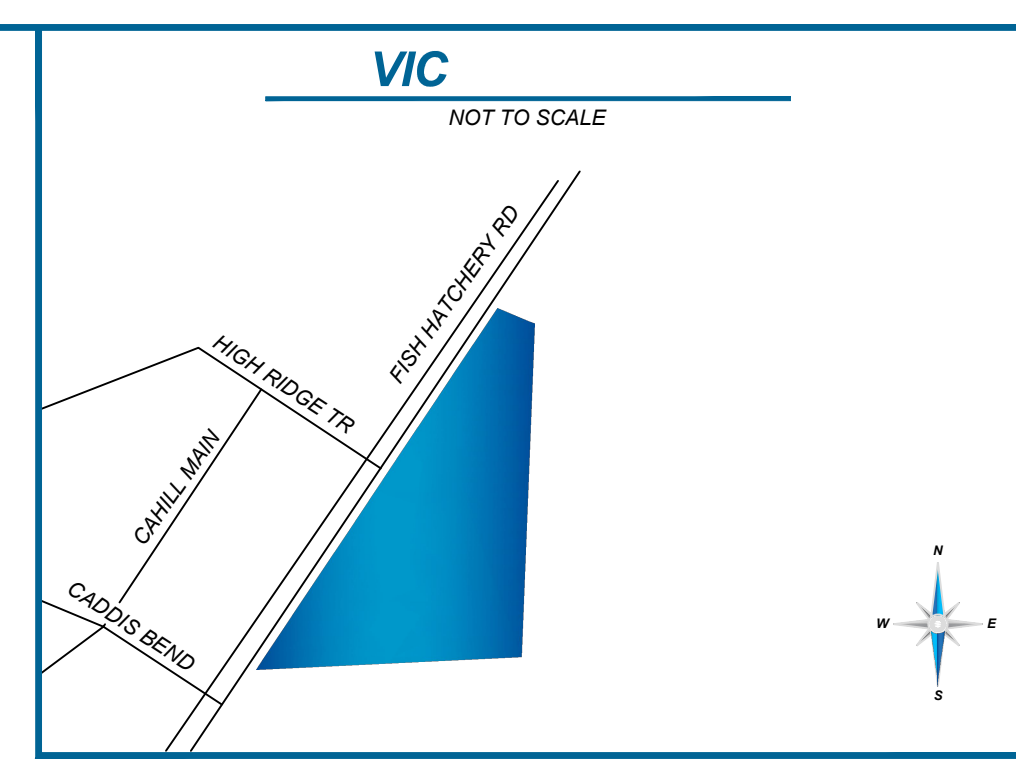 VIC
NOT TO SCALE
FISH HATCHERY RD
HIGH RIDGE TR
CAHILL MAIN
CADDIS BEND
N
W
E
S